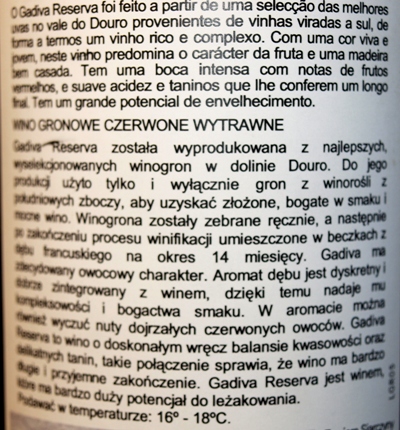 O Gadiva Reserva foi feito a partir de uma selecção das melhores
uvas no vale do Douro provenientes de vinhas viradas a sul, de
forma a termos um vinho rico e complexo. Com uma cor viva e
jovem, neste vinho predomina o carácter da fruta e uma madeira
bem casada. Tem uma boca intensa com notas de frutos
vermelhos, e suave acidez e taninos que lhe conferem um longo
final. Tem um grande potencial de envelhecimento.
WINO GRONOWE CZERWONE WYTRAWNE
Gadiva Reserva została wyprodukowana z najlepszych,
wyselekcjonowanych winogron w dolinie Douro. Do jego
produkcji użyto tylko i wyłącznie gron z winorośli z
południowych zboczy, aby uzyskać złożone, bogate w smaku i
mocne wino. Winogrona zostały zebrane ręcznie, a następnie
po zakończeniu procesu winifikacji umieszczone w beczkach z
dębu francuskiego na okres 14 miesięcy. Gadiva ma
zdecydowany owocowy charakter. Aromat dębu jest dyskretny i
dobrze zintegrowany z winem, dzięki temu nadaje mu
kompleksowości i bogactwa smaku. W aromacie można
również wyczuć nuty dojrzałych czerwonych owoców. Gadiva
Reserva to wino o doskonałym wręcz balansie kwasowości oraz
delikatnych tanin, takie połączenie sprawia, że wino ma bardzo
długie i przyjemne zakończenie. Gadiva Reserva jest winem,
które ma bardzo duży potencjał do leżakowania.
Podawać w temperaturze: 16º - 18ºC.